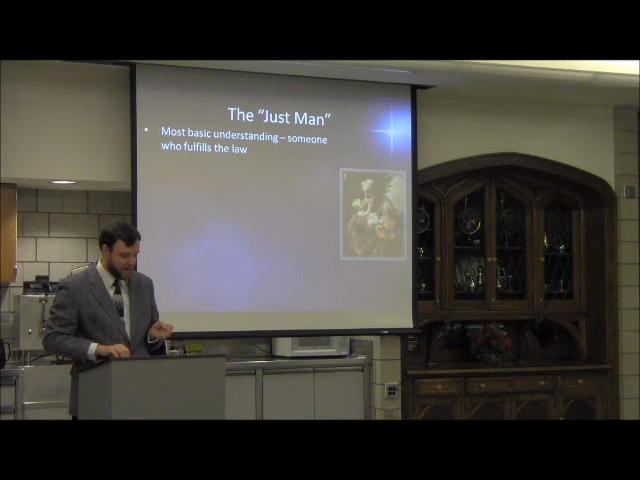 The “Just Man”
• Most basic understanding – someone
who fulfills the law